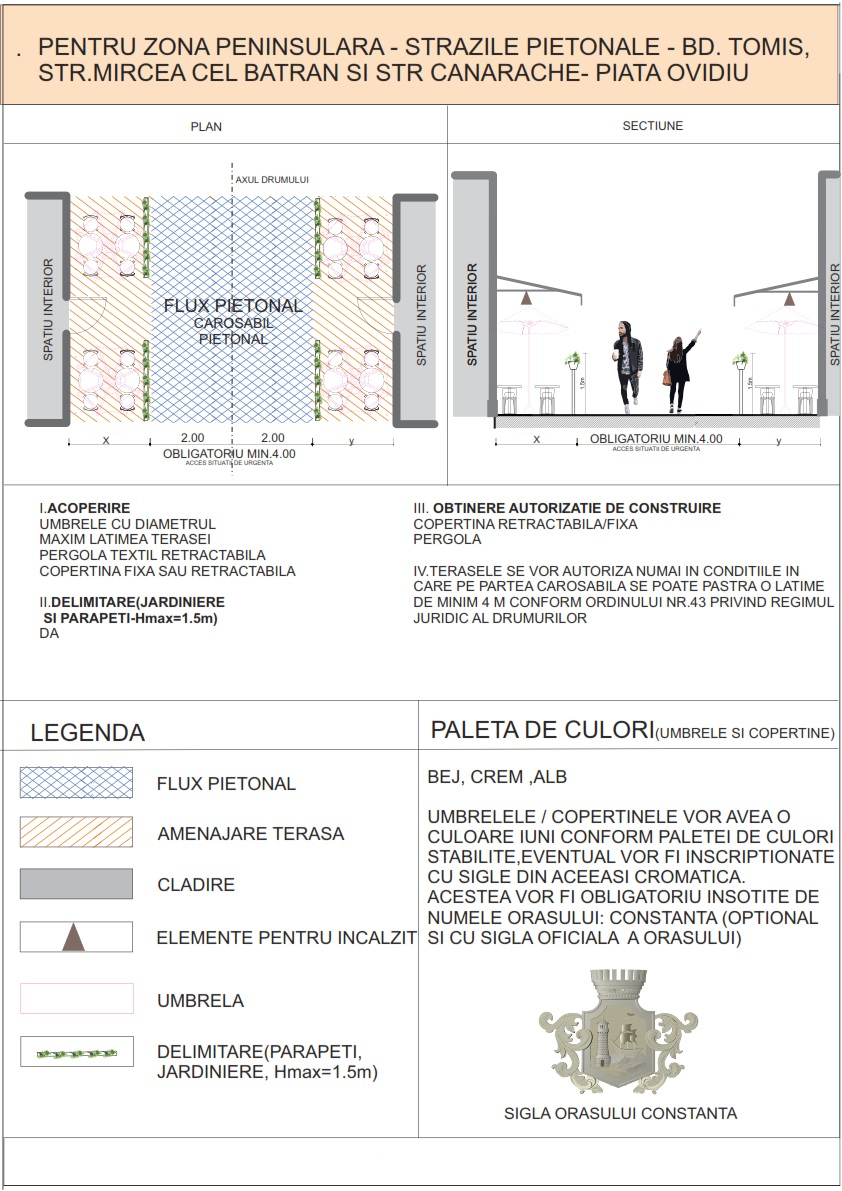 . PENTRU ZONA PENINSULARA - STRAZILE PIETONALE - BD. TOMIS,
STR.MIRCEA CEL BATRAN SI STR CANARACHE- PIATA OVIDIU
PLAN
SECTIUNE
AXUL DRUMULUI
SPATIU INTERIOR
FLUX PIETONAL
CAROSABIL
PIETONAL
SPATIU INTERIOR
X
2.00
2.00
y
OBLIGATORIU MIN.4.00
ACCES SITUATII DE URGENTA
SPATIU INTERIOR
SPATIU INTERIOR
1.5m
1.5m
X
OBLIGATORIU MIN.4.00
y
ACCES SITUATII DE URGENTA
I.ACOPERIRE
UMBRELE CU DIAMETRUL
MAXIM LATIMEA TERASEI
PERGOLA TEXTIL RETRACTABILA
COPERTINA FIXA SAU RETRACTABILA
II.DELIMITARE(JARDINIERE
SI PARAPETI-Hmax=1.5m)
DA
III. OBTINERE AUTORIZATIE DE CONSTRUIRE
COPERTINA RETRACTABILA/FIXA
PERGOLA
IV.TERASELE SE VOR AUTORIZA NUMAI IN CONDITIILE IN
CARE PE PARTEA CAROSABILA SE POATE PASTRA O LATIME
DE MINIM 4 M CONFORM ORDINULUI NR.43 PRIVIND REGIMUL
JURIDIC AL DRUMURILOR
LEGENDA
FLUX PIETONAL
AMENAJARE TERASA
CLADIRE
ELEMENTE PENTRU INCALZIT
UMBRELA
DELIMITARE(PARAPETI,
JARDINIERE, Hmax=1.5m)
PALETA DE CULORI(UMBRELE SI COPERTINE)
BEJ, CREM ,ALB
UMBRELELE / COPERTINELE VOR AVEA O
CULOARE IUNI CONFORM PALETEI DE CULORI
STABILITE,EVENTUAL VOR FI INSCRIPTIONATE
CU SIGLE DIN ACEEASI CROMATICA.
ACESTEA VOR FI OBLIGATORIU INSOTITE DE
NUMELE ORASULUI: CONSTANTA (OPTIONAL
SI CU SIGLA OFICIALA A ORASULUI)
SIGLA ORASULUI CONSTANTA